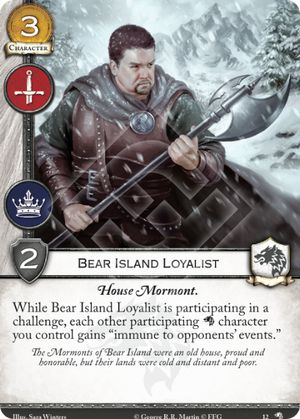 3
CHARACTER
2
BEAR ISLAND LOYALIST
House Mormont.
While Bear Island Loyalist is participating in a
challenge, each other participating character
you control gains “immune to opponents’ events.”
The Mormonts of Bear Island were an old house, proud and
honorable, but their lands were cold and distant and poor.
Illus. Sara Winters
© George R.R. Martin © FFG
12